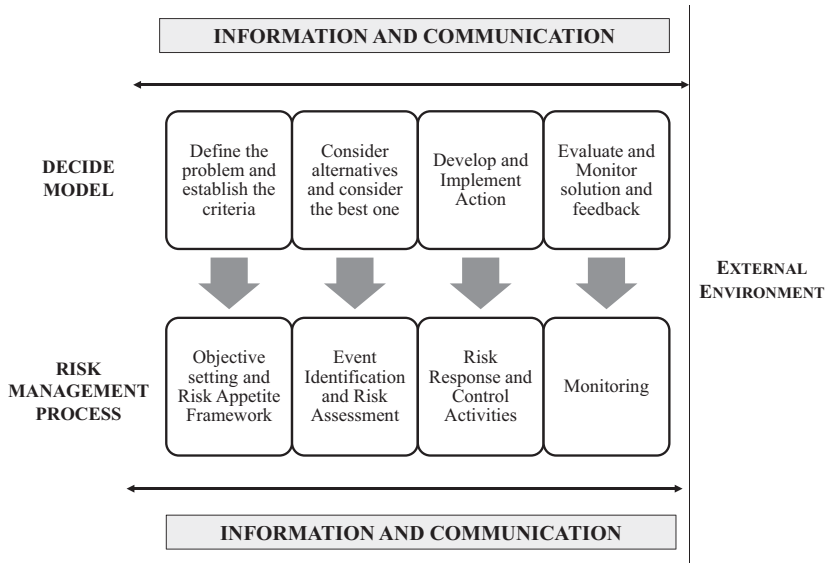 INFORMATION AND COMMUNICATION
DECIDE
MODEL
Define the
problem and
establish the
criteria
Consider
alternatives
and consider
the best one
Develop and
Implement
Action
Evaluate and
Monitor
solution and
feedback
EXTERNAL
ENVIRONMENT
RISK
MANAGEMENT
PROCESS
Objective
setting and
Risk Appetite
Framework
Event
Identification
and Risk
Assessment
Risk
Response and
Control
Activities
Monitoring
INFORMATION AND COMMUNICATION